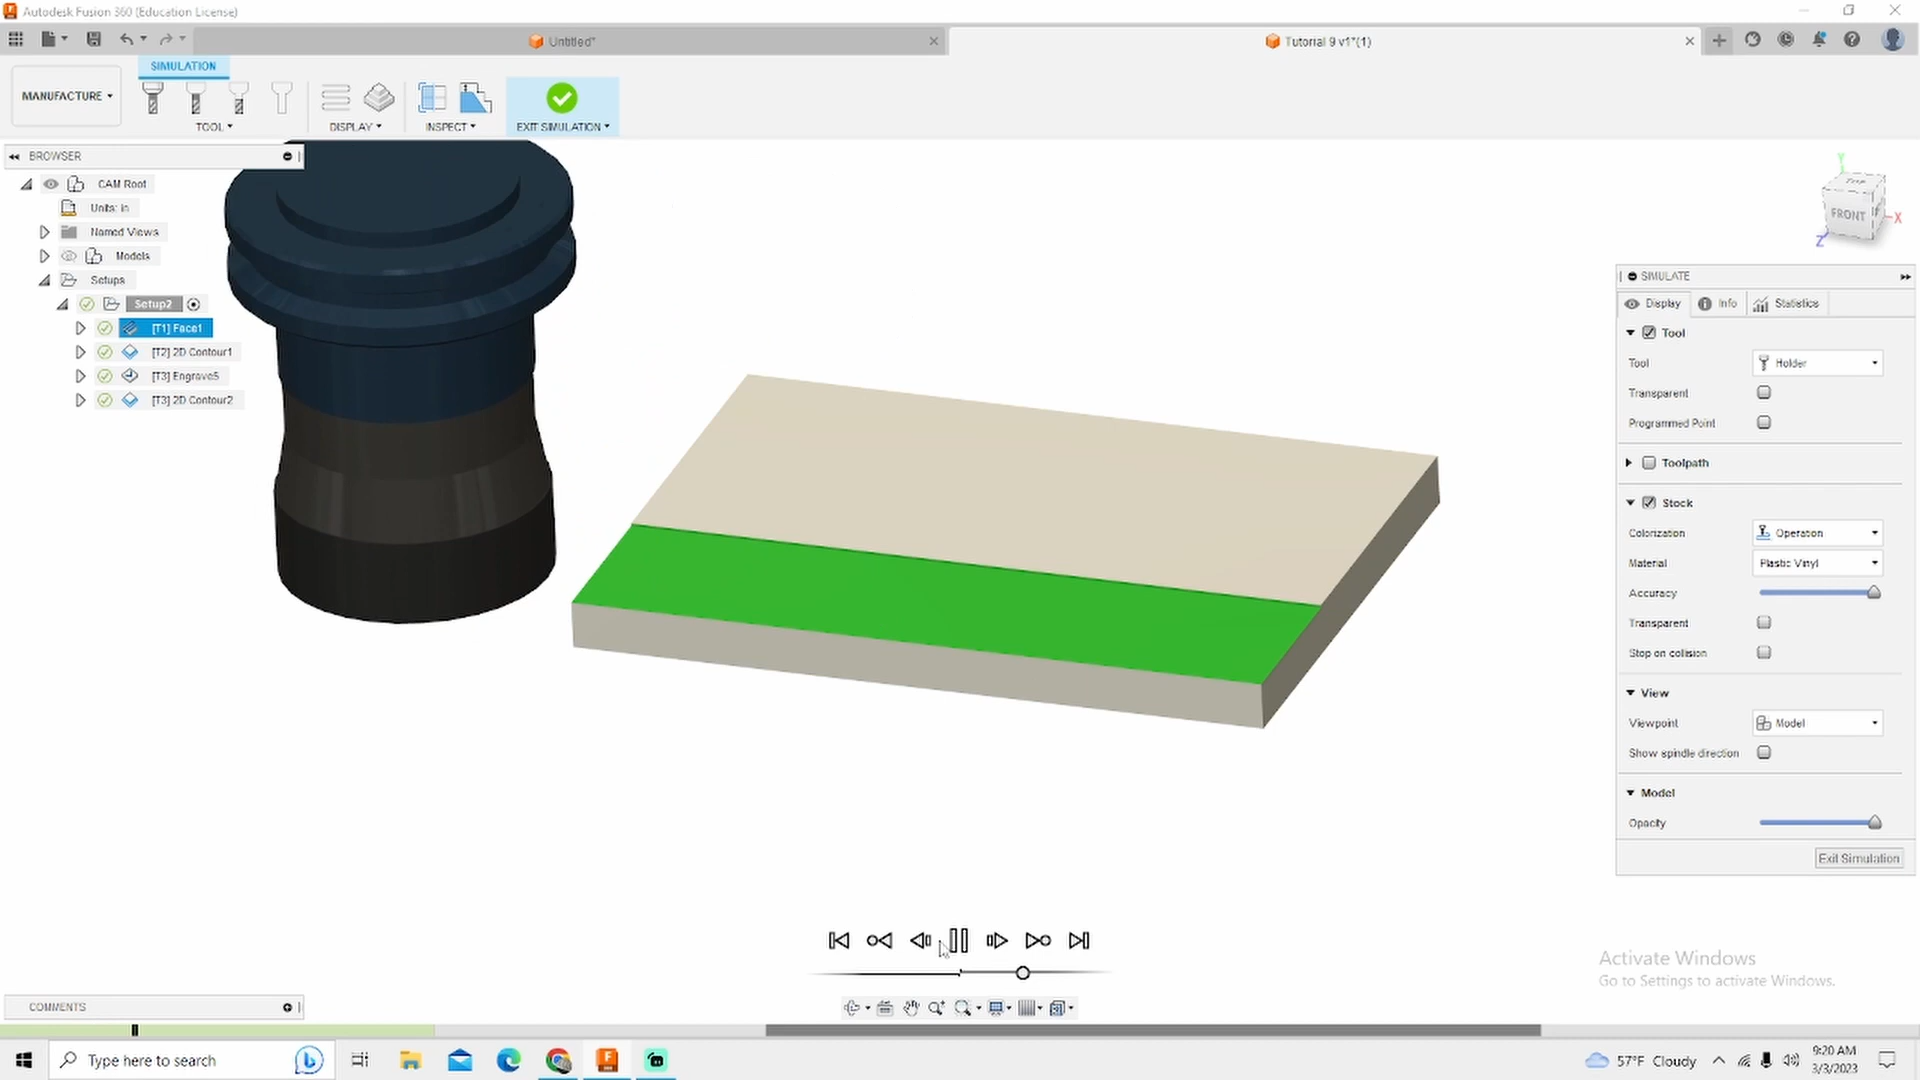 Autodesk Fusion 360 (Education License)
Untitled*
Tutorial 9 v1*(1)
SIMULATION
MANUFACTURE
TOOL
DISPLAY
INSPECT
EXIT SIMULATION
BROWSER
CAM Root
Units: in
Named Views
Models
Setups
Setup2
[T1] Face1
[T2] 2D Contour1
[T3] Engrave5
[T3] 2D Contour2
TOP
FRONT
Y
X
Z
SIMULATE
Display
Info
Statistics
Tool
Tool
Holder
Transparent
Programmed Point
Toolpath
Stock
Colorization
Operation
Material
Plastic Vinyl
Accuracy
Transparent
Stop on collision
View
Viewpoint
Model
Show spindle direction
Model
Opacity
Exit Simulation
Activate Windows
Go to Settings to activate Windows.
COMMENTS
Type here to search
57°F Cloudy
9:20 AM
3/3/2023